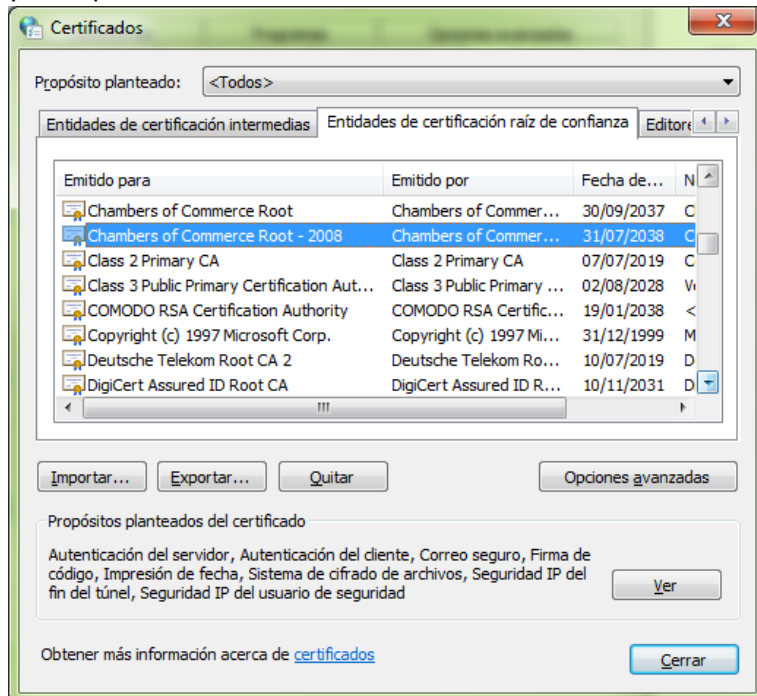 Certificados
Propósito planteado: <Todos>
Entidades de certificación intermedias Entidades de certificación raíz de confianza Editore
Emitido para Emitido por Fecha de... N
Chambers of Commerce Root Chambers of Commer... 30/09/2037 C
Chambers of Commerce Root - 2008 Chambers of Commer... 31/07/2038 C
Class 2 Primary CA Class 2 Primary CA 07/07/2019 C
Class 3 Public Primary Certification Aut... Class 3 Public Primary ... 02/08/2028 V
COMODO RSA Certification Authority COMODO RSA Certific... 19/01/2038 <
Copyright (c) 1997 Microsoft Corp. Copyright (c) 1997 Mi... 31/12/1999 M
Deutsche Telekom Root CA 2 Deutsche Telekom Ro... 10/07/2019 D
DigiCert Assured ID Root CA DigiCert Assured ID R... 10/11/2031 D
Importar... Exportar... Quitar Opciones avanzadas
Propósitos planteados del certificado
Autenticación del servidor, Autenticación del cliente, Correo seguro, Firma de
código, Impresión de fecha, Sistema de cifrado de archivos, Seguridad IP del
fin del túnel, Seguridad IP del usuario de seguridad
Ver
Obtener más información acerca de certificados
Cerrar